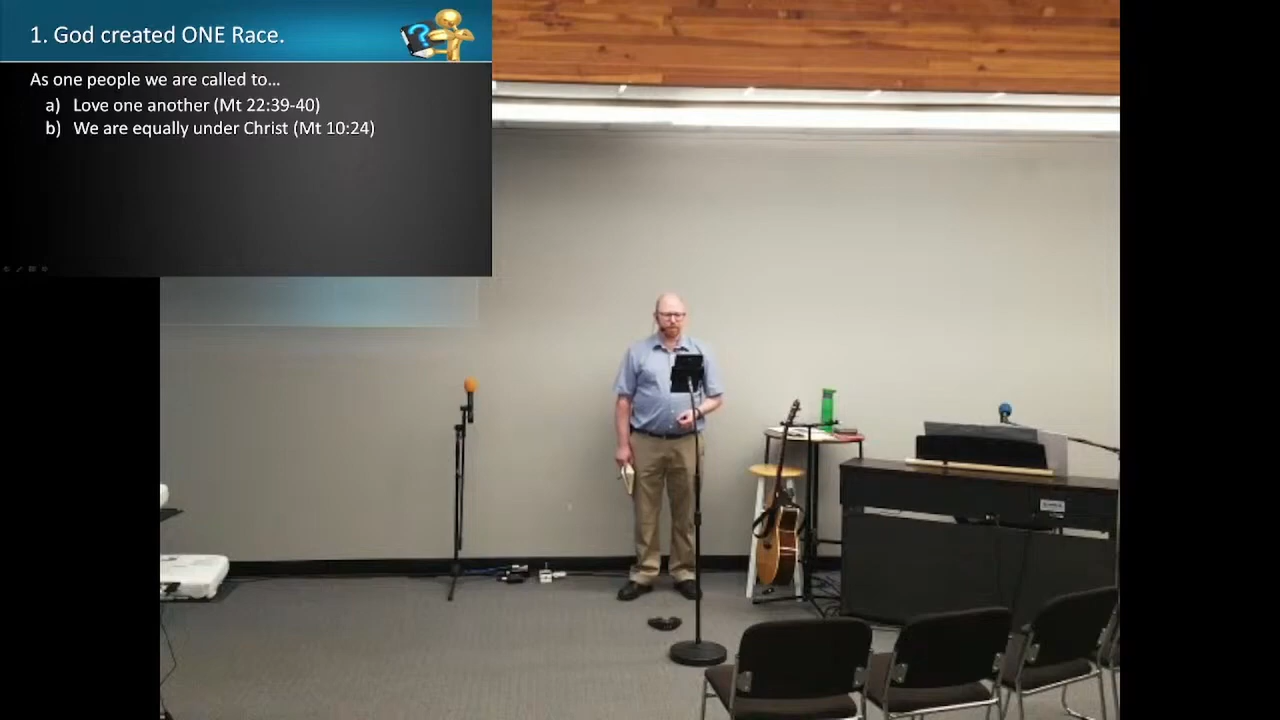 1. God created ONE Race.
As one people we are called to…
a) Love one another (Mt 22:39-40)
b) We are equally under Christ (Mt 10:24)